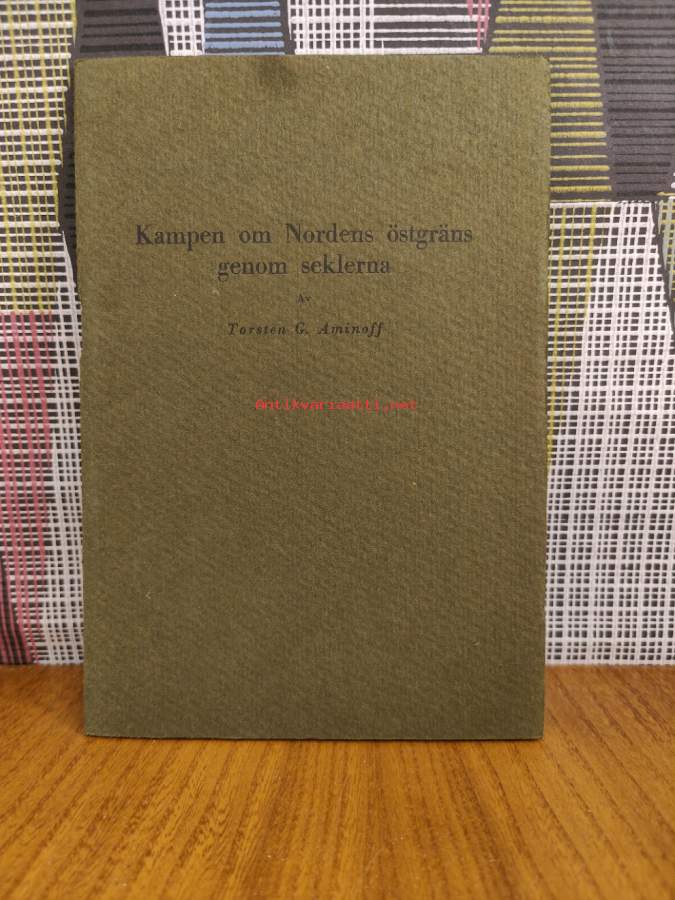 Kampen om Nordens östgräns
genom seklerna
Av
Torsten G. Aminoff
Antikvariaatti.net